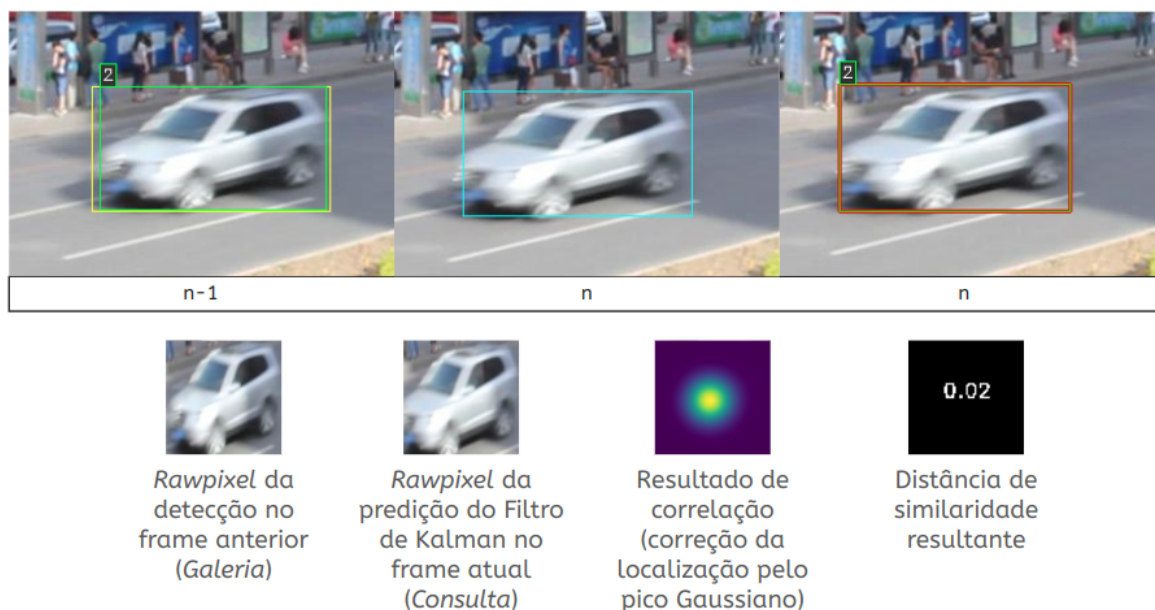 2
2
n-1
n
n
0.02
Rawpixel da
detecção no
frame anterior
(Galeria)
Rawpixel da
predição do Filtro
de Kalman no
frame atual
(Consulta)
Resultado de
correlação
(correção da
localização pelo
pico Gaussiano)
Distância de
similaridade
resultante